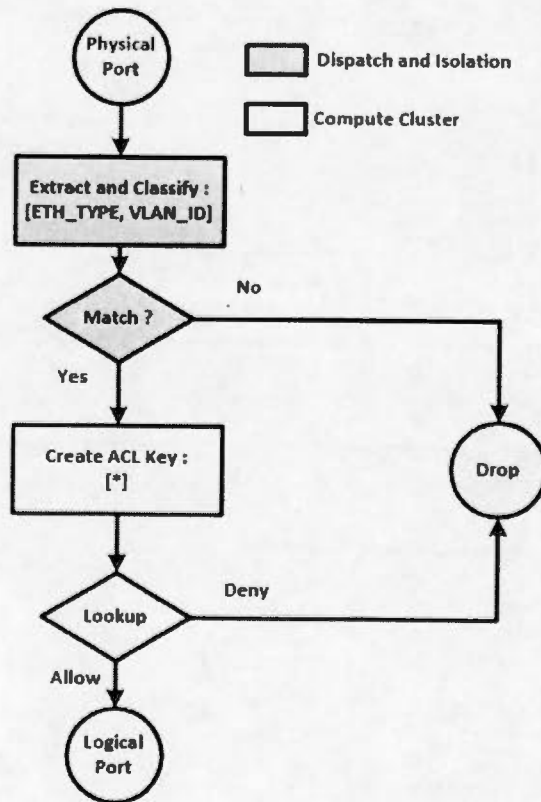 Physical
Port
Dispatch and Isolation
Compute Cluster
Extract and Classify :
[ETH_TYPE, VLAN_ID]
No
Match ?
Yes
Create ACL Key :
[*]
Drop
Deny
Lookup
Allow
Logical
Port